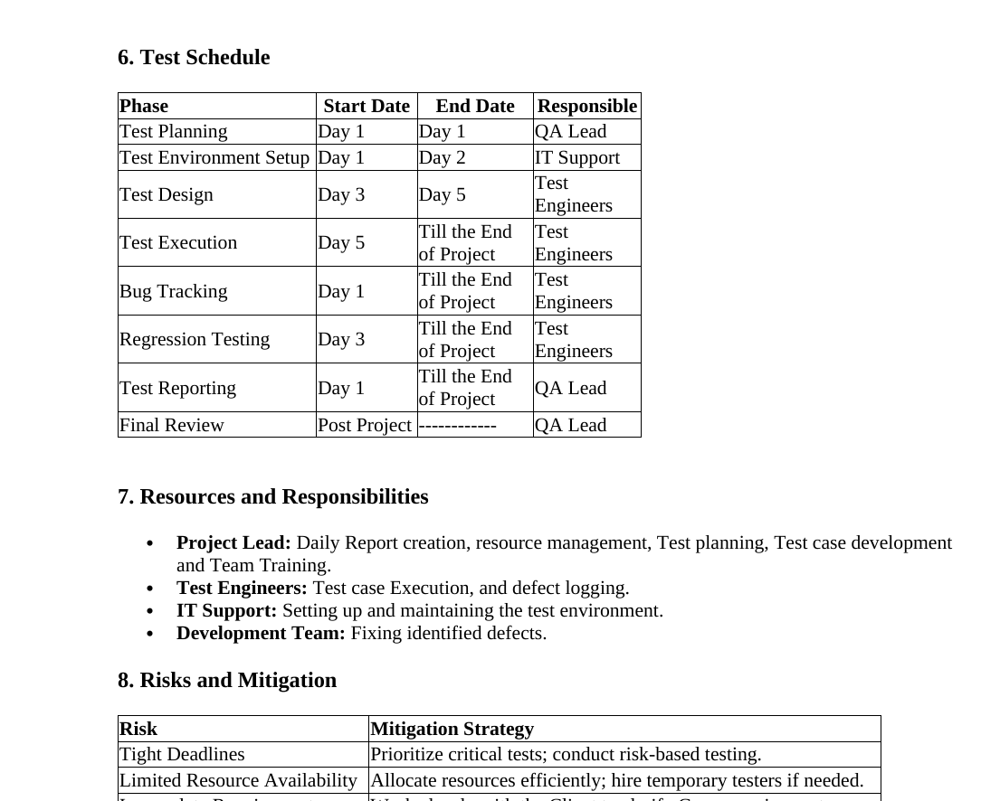 6. Test Schedule
Phase Start Date End Date Responsible
Test Planning Day 1 Day 1 QA Lead
Test Environment Setup Day 1 Day 2 IT Support
Test Design Day 3 Day 5 Test Engineers
Test Execution Day 5 Till the End of Project Test Engineers
Bug Tracking Day 1 Till the End of Project Test Engineers
Regression Testing Day 3 Till the End of Project Test Engineers
Test Reporting Day 1 Till the End of Project QA Lead
Final Review Post Project ------------ QA Lead
7. Resources and Responsibilities
• Project Lead: Daily Report creation, resource management, Test planning, Test case development
and Team Training.
• Test Engineers: Test case Execution, and defect logging.
• IT Support: Setting up and maintaining the test environment.
• Development Team: Fixing identified defects.
8. Risks and Mitigation
Risk Mitigation Strategy
Tight Deadlines Prioritize critical tests; conduct risk-based testing.
Limited Resource Availability Allocate resources efficiently; hire temporary testers if needed.